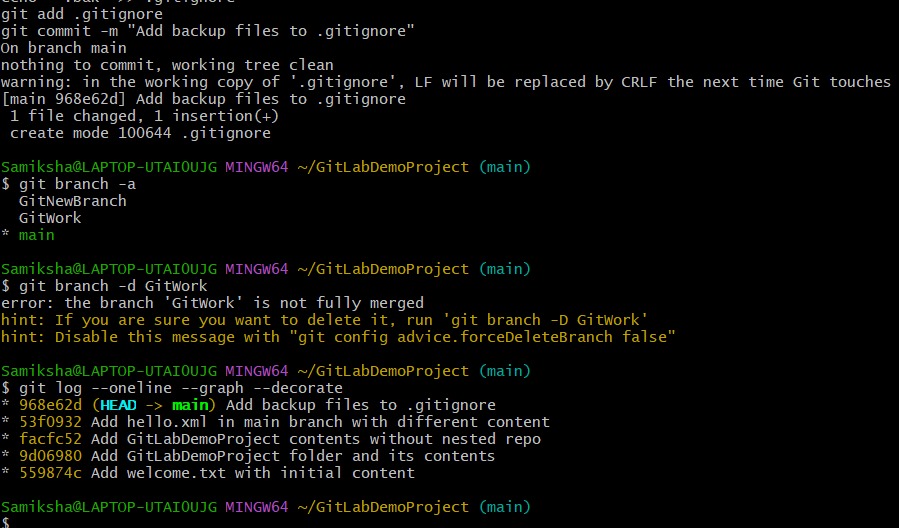 git add .gitignore
git commit -m "Add backup files to .gitignore"
On branch main
nothing to commit, working tree clean
warning: in the working copy of '.gitignore', LF will be replaced by CRLF the next time Git touches
[main 968e62d] Add backup files to .gitignore
 1 file changed, 1 insertion(+)
 create mode 100644 .gitignore
Samiksha@LAPTOP-UTAI0UJG MINGW64 ~/GitLabDemoProject (main)
$ git branch -a
  GitNewBranch
  GitWork
* main
Samiksha@LAPTOP-UTAI0UJG MINGW64 ~/GitLabDemoProject (main)
$ git branch -d GitWork
error: the branch 'GitWork' is not fully merged
hint: If you are sure you want to delete it, run 'git branch -D GitWork'
hint: Disable this message with "git config advice.forceDeleteBranch false"
Samiksha@LAPTOP-UTAI0UJG MINGW64 ~/GitLabDemoProject (main)
$ git log --oneline --graph --decorate
* 968e62d (HEAD -> main) Add backup files to .gitignore
* 53f0932 Add hello.xml in main branch with different content
* facfc52 Add GitLabDemoProject contents without nested repo
* 9d06980 Add GitLabDemoProject folder and its contents
* 559874c Add welcome.txt with initial content
Samiksha@LAPTOP-UTAI0UJG MINGW64 ~/GitLabDemoProject (main)
$